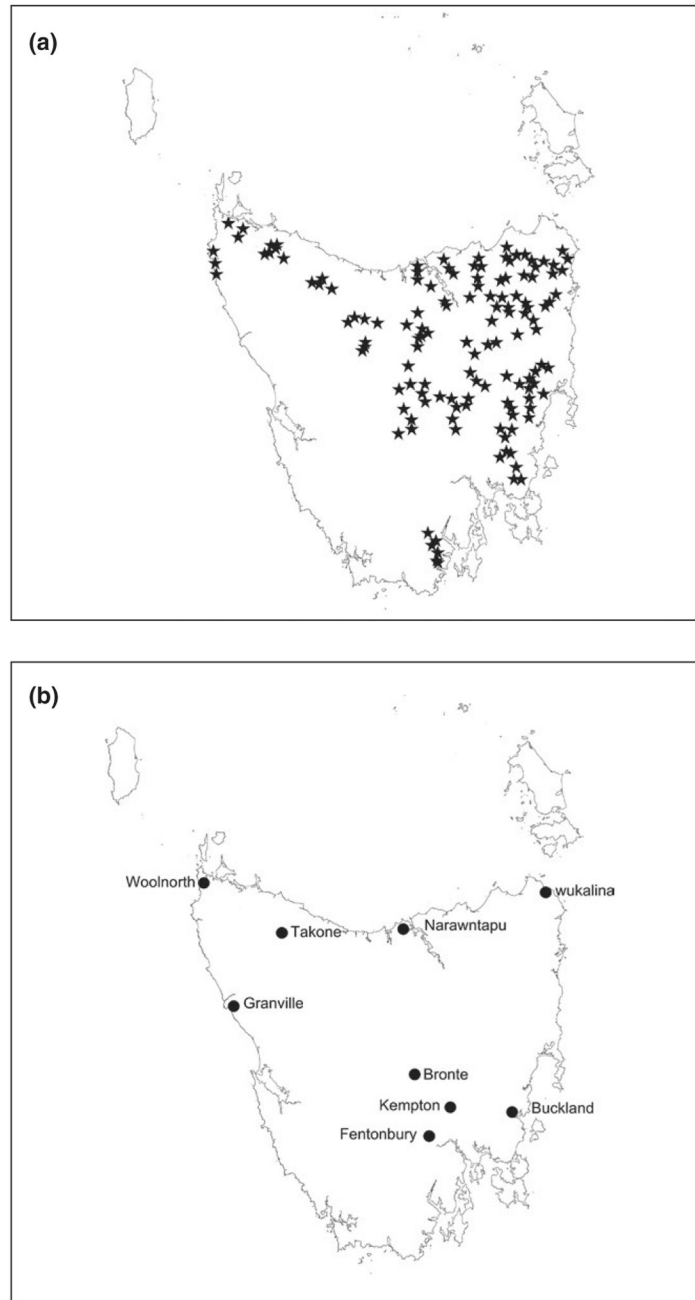 (a)
(b)
Woolnorth
wukalina
Takone
Narawntapu
Granville
Bronte
Kempton
Buckland
Fentonbury